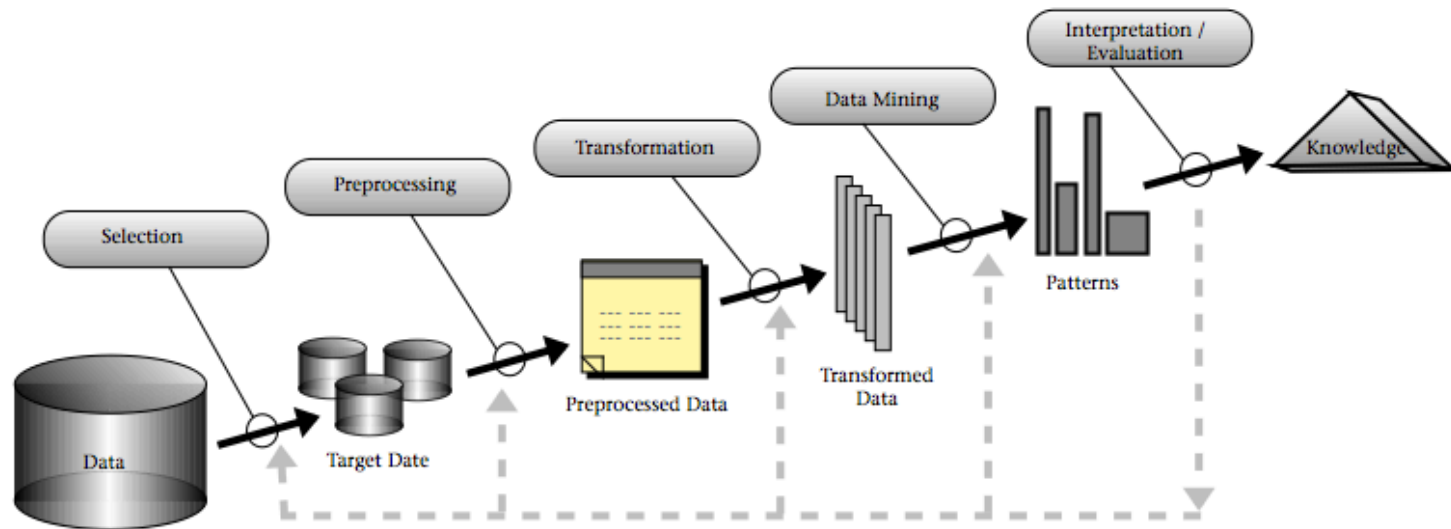 Interpretation /
Evaluation
Data Mining
Transformation
Preprocessing
Selection
Knowledge
Patterns
Transformed
Data
Preprocessed Data
Target Date
Data